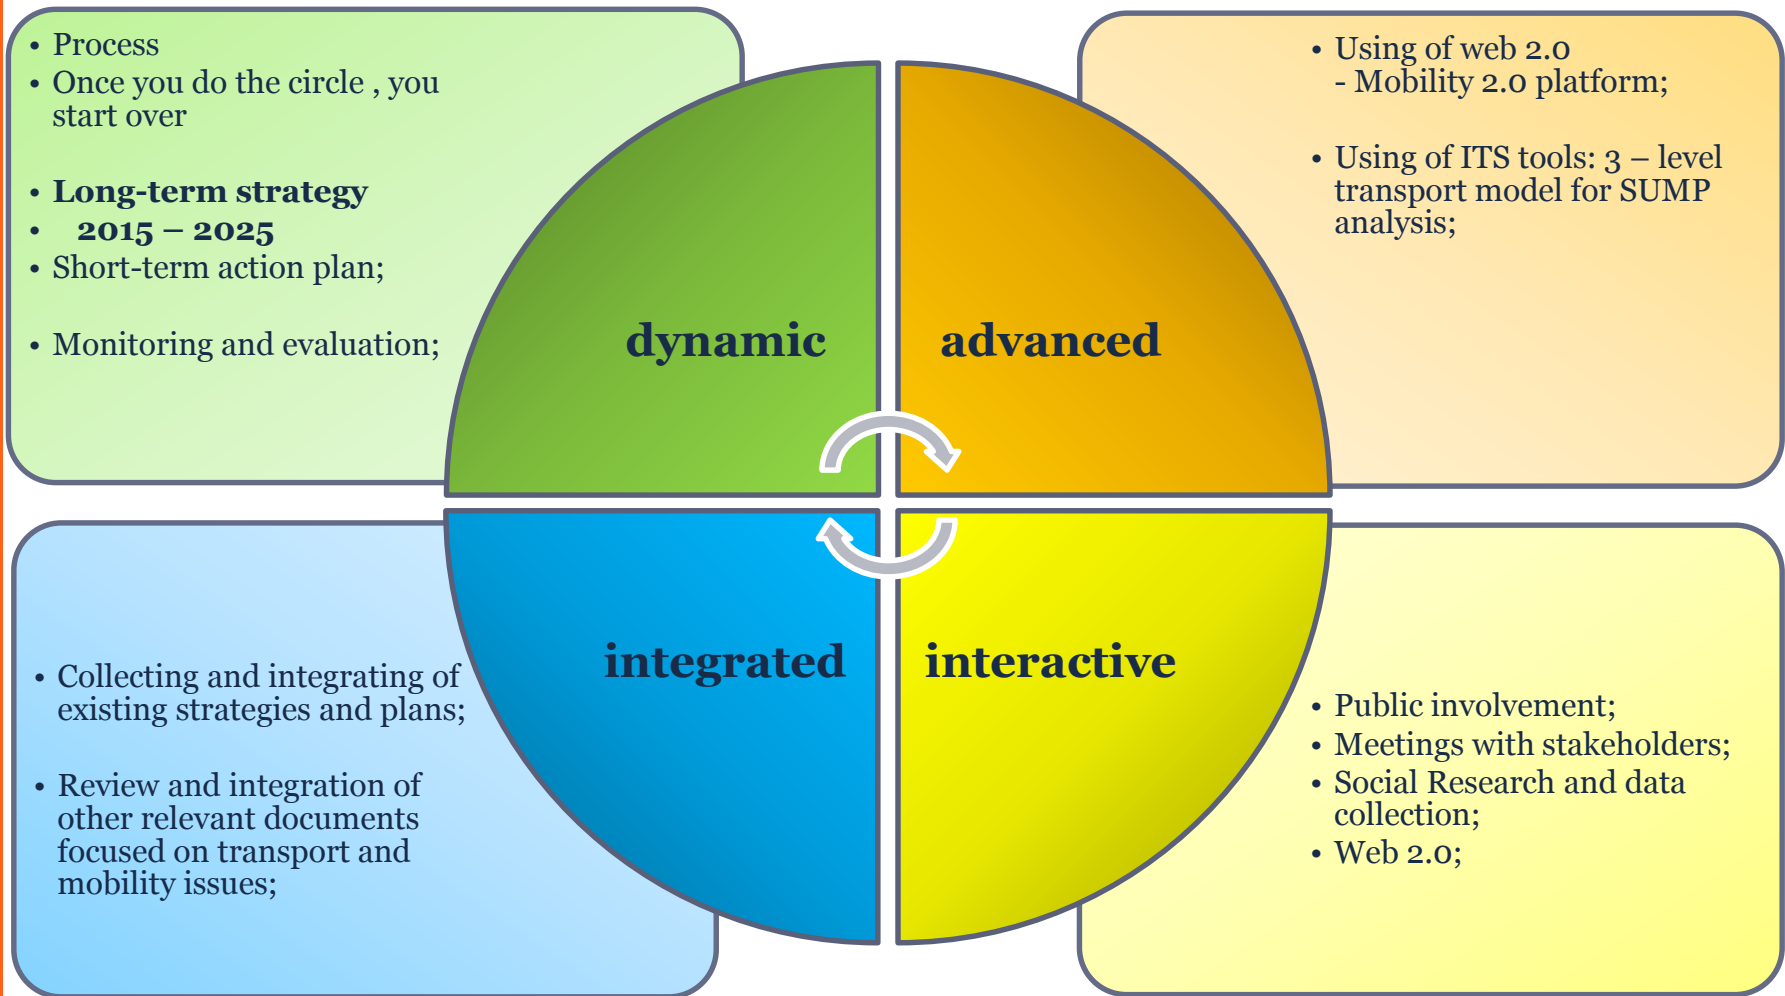 • Process
• Once you do the circle , you
start over
• Long-term strategy
• 2015 – 2025
• Short-term action plan;
• Monitoring and evaluation;
dynamic
advanced
• Using of web 2.0
- Mobility 2.0 platform;
• Using of ITS tools: 3 – level
transport model for SUMP
analysis;
• Collecting and integrating of
existing strategies and plans;
• Review and integration of
other relevant documents
focused on transport and
mobility issues;
integrated
interactive
• Public involvement;
• Meetings with stakeholders;
• Social Research and data
collection;
• Web 2.0;